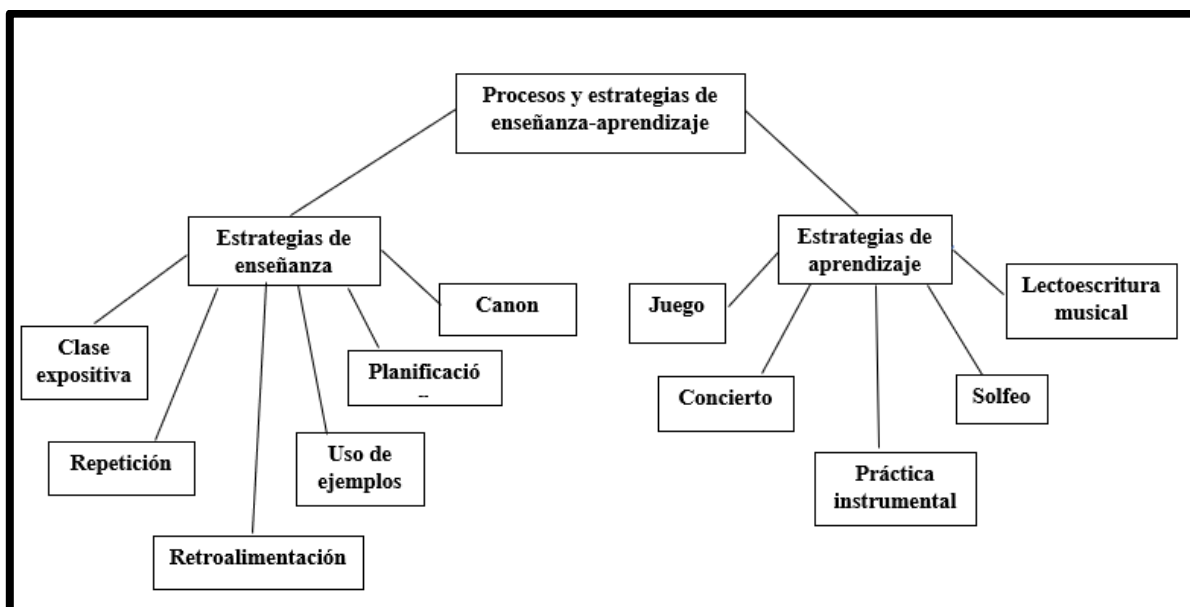 Procesos y estrategias de
enseñanza-aprendizaje
Estrategias de
enseñanza
Estrategias de
aprendizaje
Clase
expositiva
Repetición
Retroalimentación
Uso de
ejemplos
Planificació
Canon
Juego
Concierto
Práctica
instrumental
Solfeo
Lectoescritura
musical